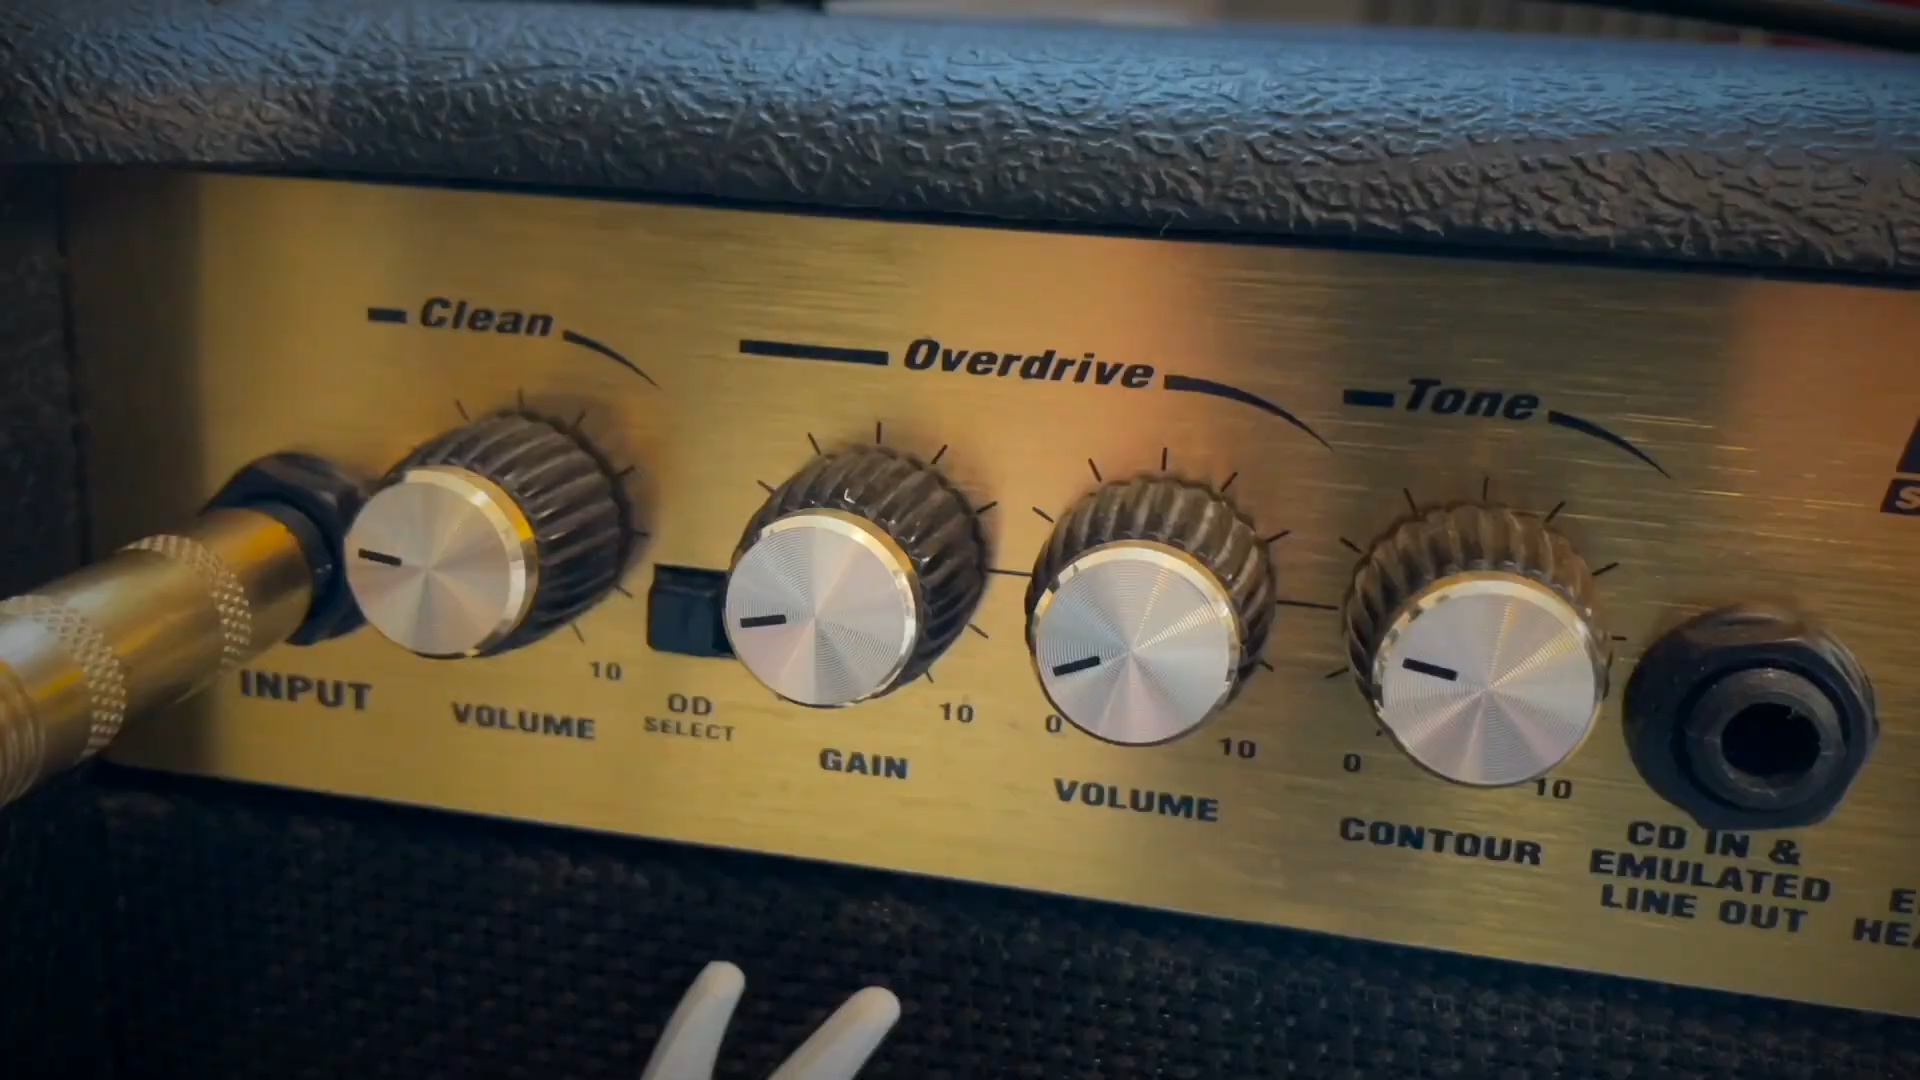 Clean
Overdrive
Tone
INPUT
10
VOLUME
OD
SELECT
10
GAIN
0
10
VOLUME
0
10
CONTOUR
CD IN &
EMULATED
LINE OUT